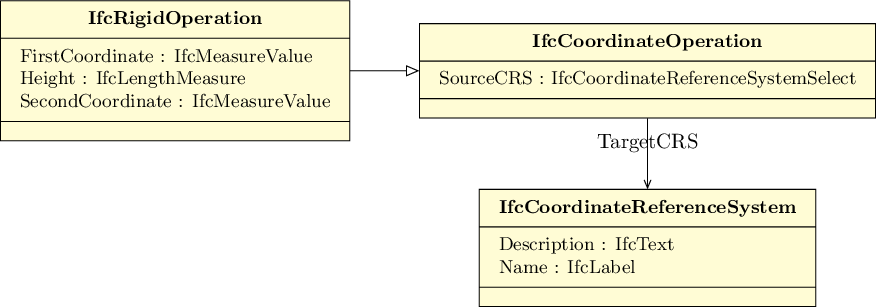 IfcRigidOperation
FirstCoordinate : IfcMeasureValue
Height : IfcLengthMeasure
SecondCoordinate : IfcMeasureValue
IfcCoordinateOperation
SourceCRS : IfcCoordinateReferenceSystemSelect
TargetCRS
IfcCoordinateReferenceSystem
Description : IfcText
Name : IfcLabel